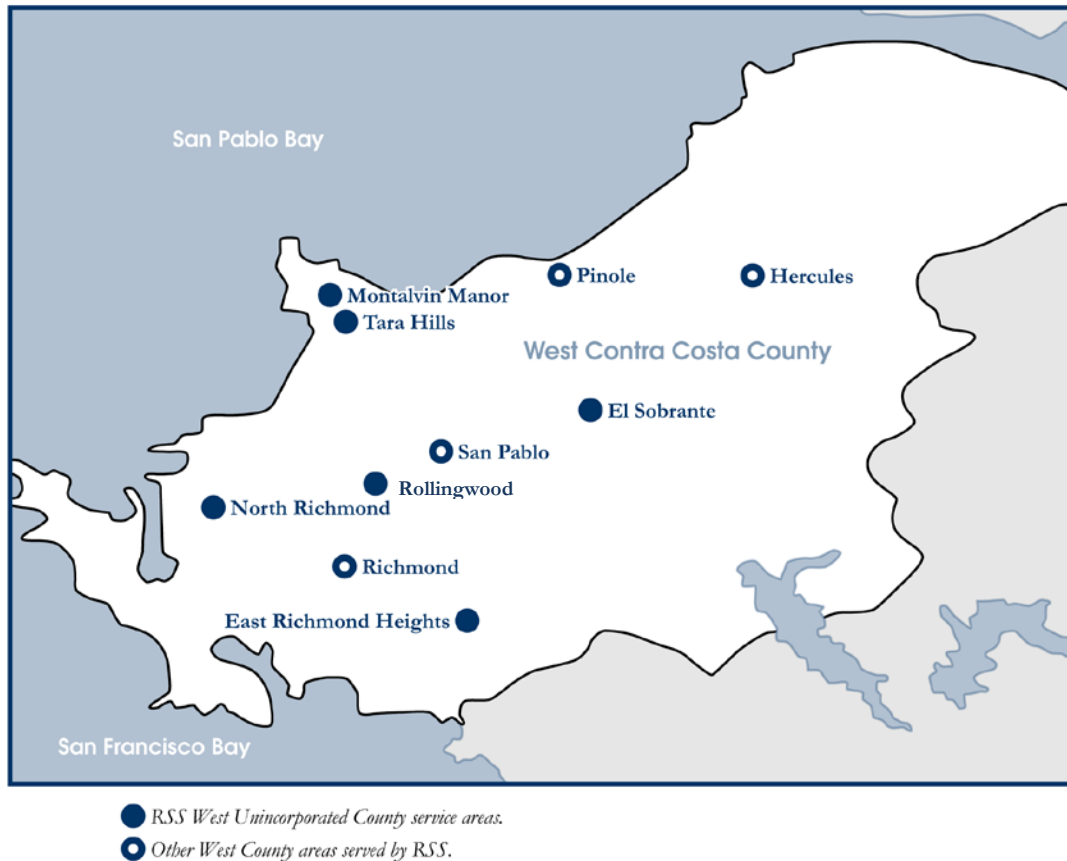 San Pablo Bay
Pinole
Hercules
Montalvin Manor
Tara Hills
West Contra Costa County
El Sobrante
San Pablo
Rollingwood
North Richmond
Richmond
East Richmond Heights
San Francisco Bay
RSS West Unincorporated County service areas.
Other West County areas served by RSS.